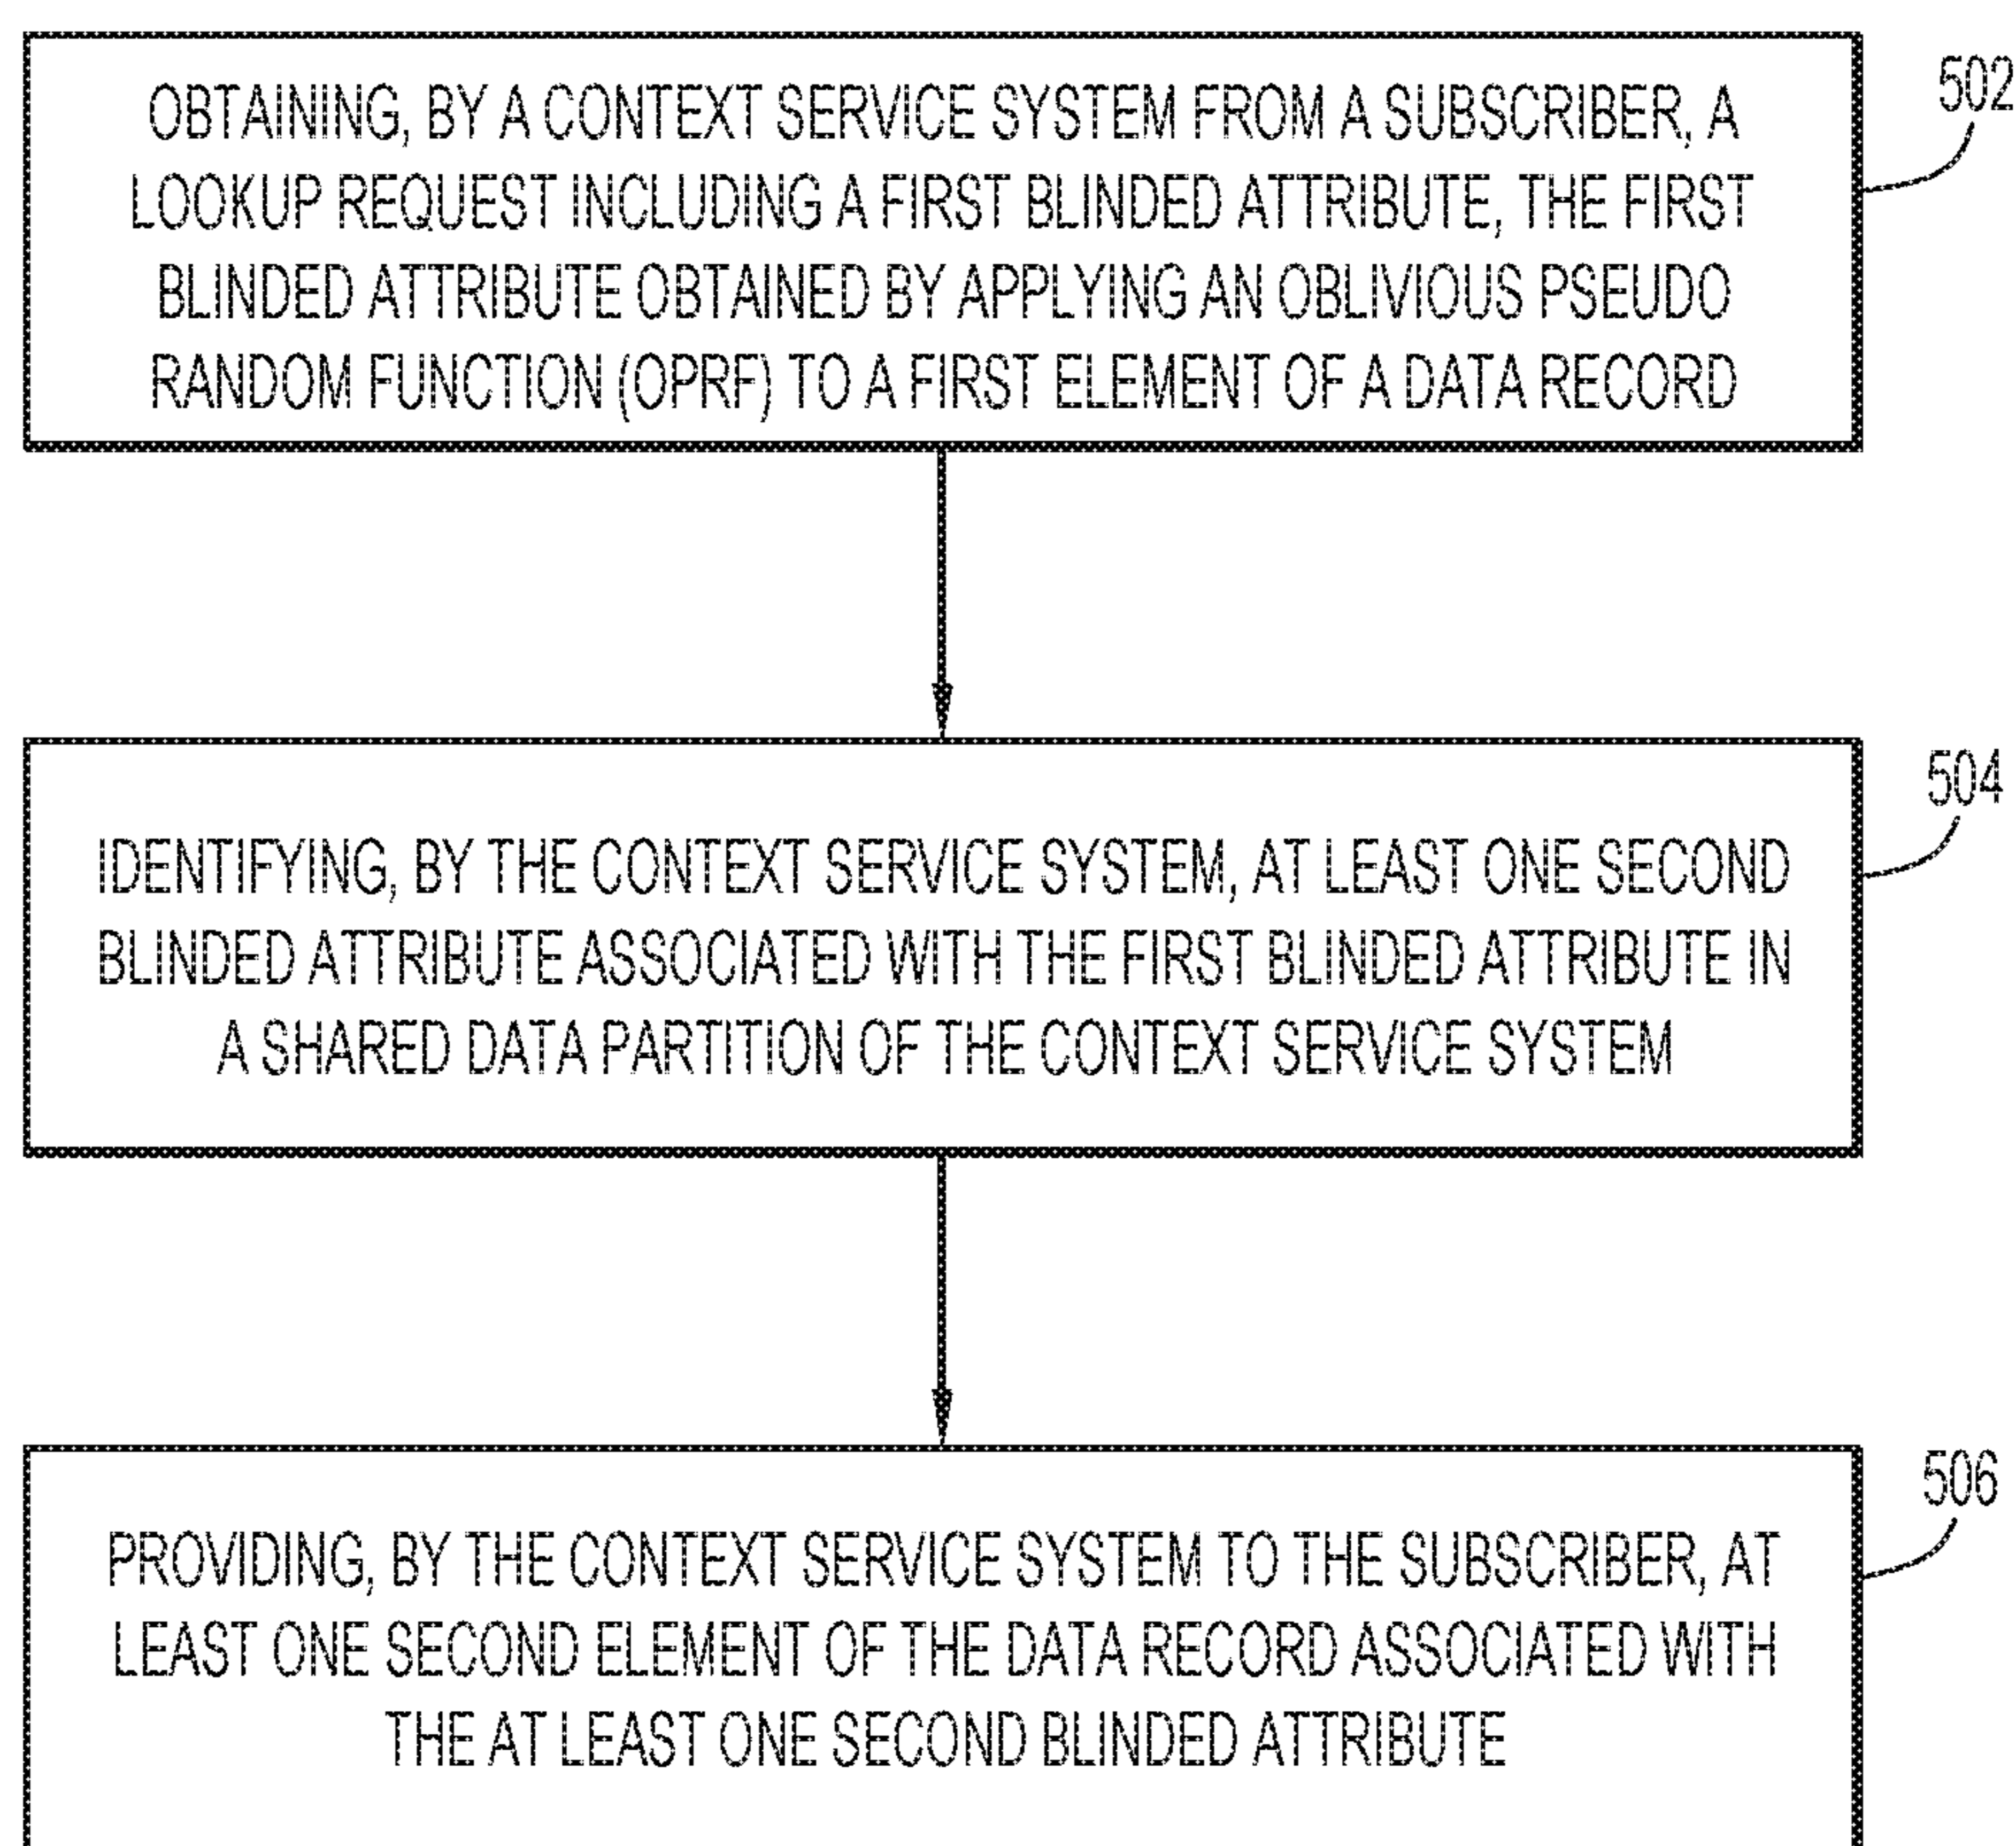 OBTAINING, BY A CONTEXT SERVICE SYSTEM FROM A SUBSCRIBER, A
LOOKUP REQUEST INCLUDING A FIRST BLINDED ATTRIBUTE, THE FIRST
BLINDED ATTRIBUTE OBTAINED BY APPLYING AN OBLIVIOUS PSEUDO
RANDOM FUNCTION (OPRF) TO A FIRST ELEMENT OF A DATA RECORD
502
IDENTIFYING, BY THE CONTEXT SERVICE SYSTEM, AT LEAST ONE SECOND
BLINDED ATTRIBUTE ASSOCIATED WITH THE FIRST BLINDED ATTRIBUTE IN
A SHARED DATA PARTITION OF THE CONTEXT SERVICE SYSTEM
504
PROVIDING, BY THE CONTEXT SERVICE SYSTEM TO THE SUBSCRIBER, AT
LEAST ONE SECOND ELEMENT OF THE DATA RECORD ASSOCIATED WITH
THE AT LEAST ONE SECOND BLINDED ATTRIBUTE
506